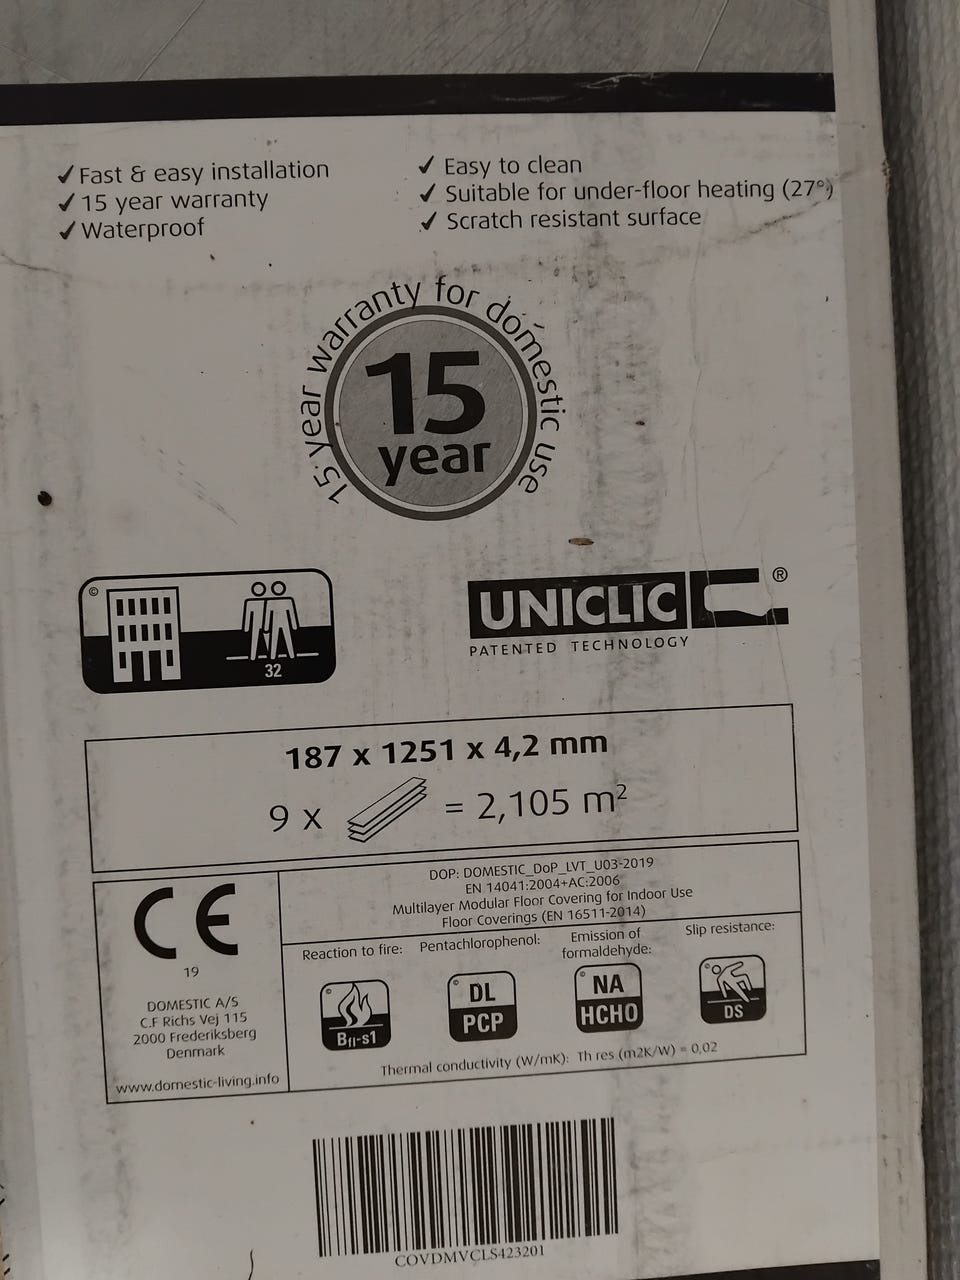 ✓ Fast & easy installation
✓ 15 year warranty
✓ Waterproof
✓ Easy to clean
✓ Suitable for under-floor heating (27°)
✓ Scratch resistant surface
15 year warranty for domestic use
15
year
©
32
UNICLIC ®
PATENTED TECHNOLOGY
187 x 1251 x 4,2 mm
9 x = 2,105 m²
CE
19
DOMESTIC A/S
C.F Richs Vej 115
2000 Frederiksberg
Denmark
www.domestic-living.info
DOP: DOMESTIC_DoP_LVT_U03-2019
EN 14041:2004+AC:2006
Multilayer Modular Floor Covering for Indoor Use
Floor Coverings (EN 16511-2014)
Reaction to fire:
©
Bfl-s1
Pentachlorophenol:
©
DL
PCP
Emission of
formaldehyde:
©
NA
HCHO
Slip resistance:
©
DS
Thermal conductivity (W/mK): Th res (m2K/W) = 0,02
COVDMVCLS423201